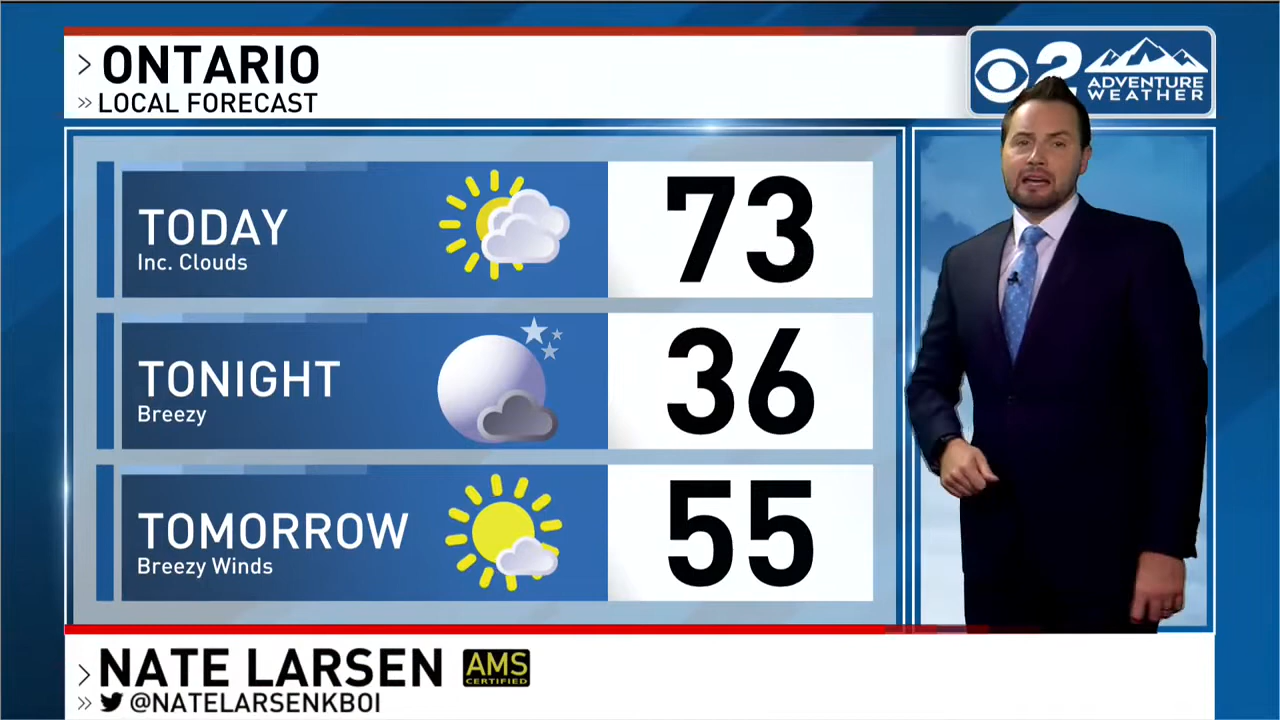 ONTARIO
LOCAL FORECAST
2
ADVENTURE
WEATHER
TODAY
Inc. Clouds
73
TONIGHT
Breezy
36
TOMORROW
Breezy Winds
55
NATE LARSEN
AMS
CERTIFIED
@NATELARSENKBOI